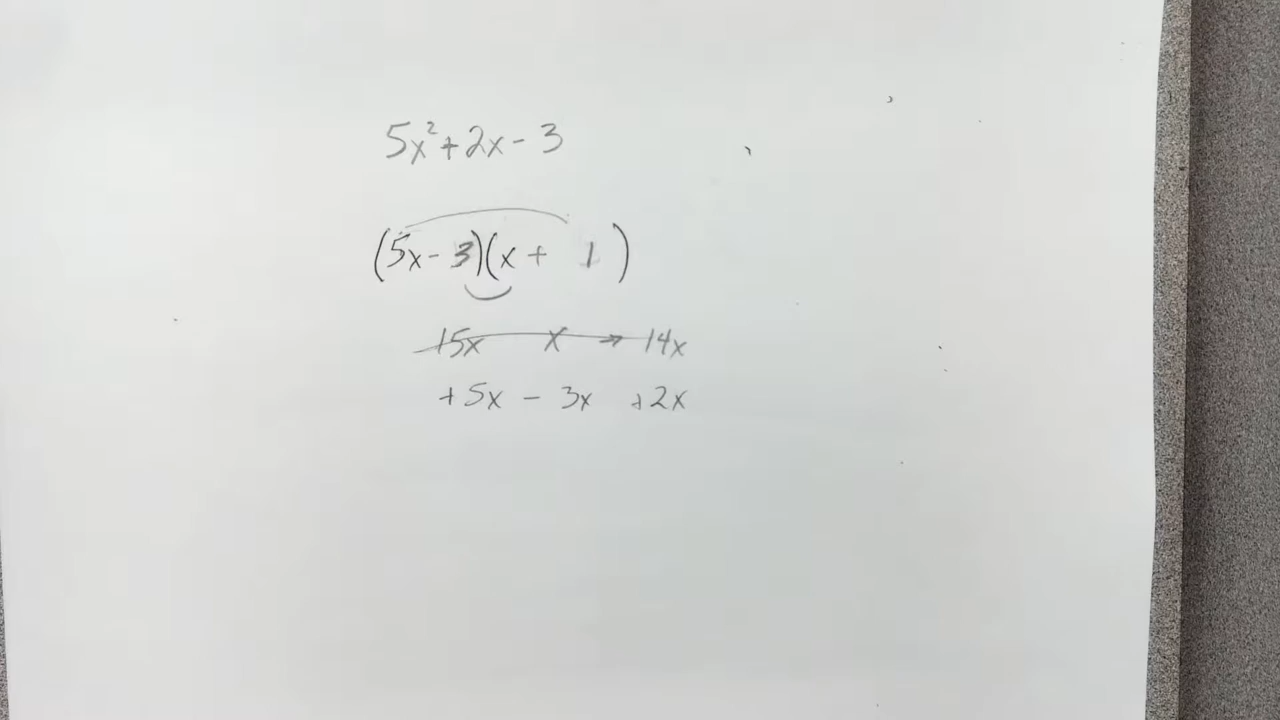 5x²+2x-3
(5x-3)(x+ 1)
15x x → 14x
+5x - 3x +2x